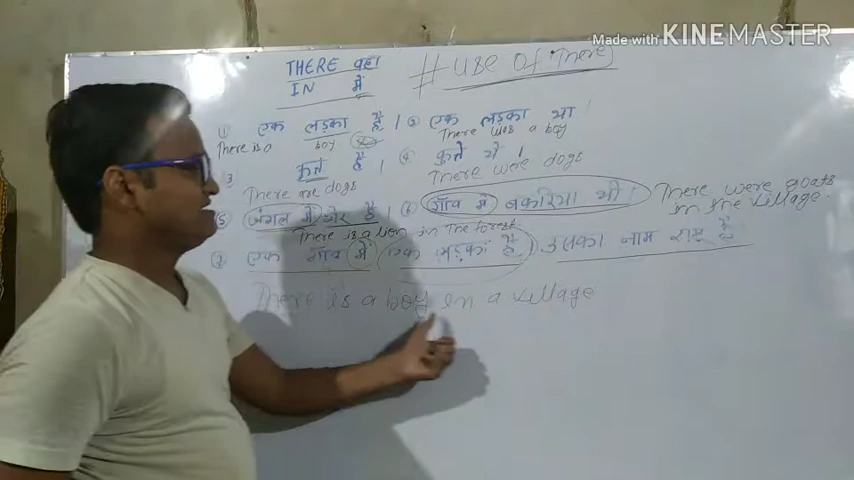 Made with KINEMASTER
THERE वहा # Use Of There
IN में
① एक लड़का है । ② एक लड़का था ।
There is a boy There was a boy
3 कुत्ते है । ④ कुत्ते थे ।
There are dogs There were dogs
⑤ जंगल में शेर है । ⑥ गाँव में बकरिया थी । There were goats
There is a lion in The forest in the village.
⑦ एक गाँव में एक लड़का है उसका नाम राजू है
There is a boy in a village